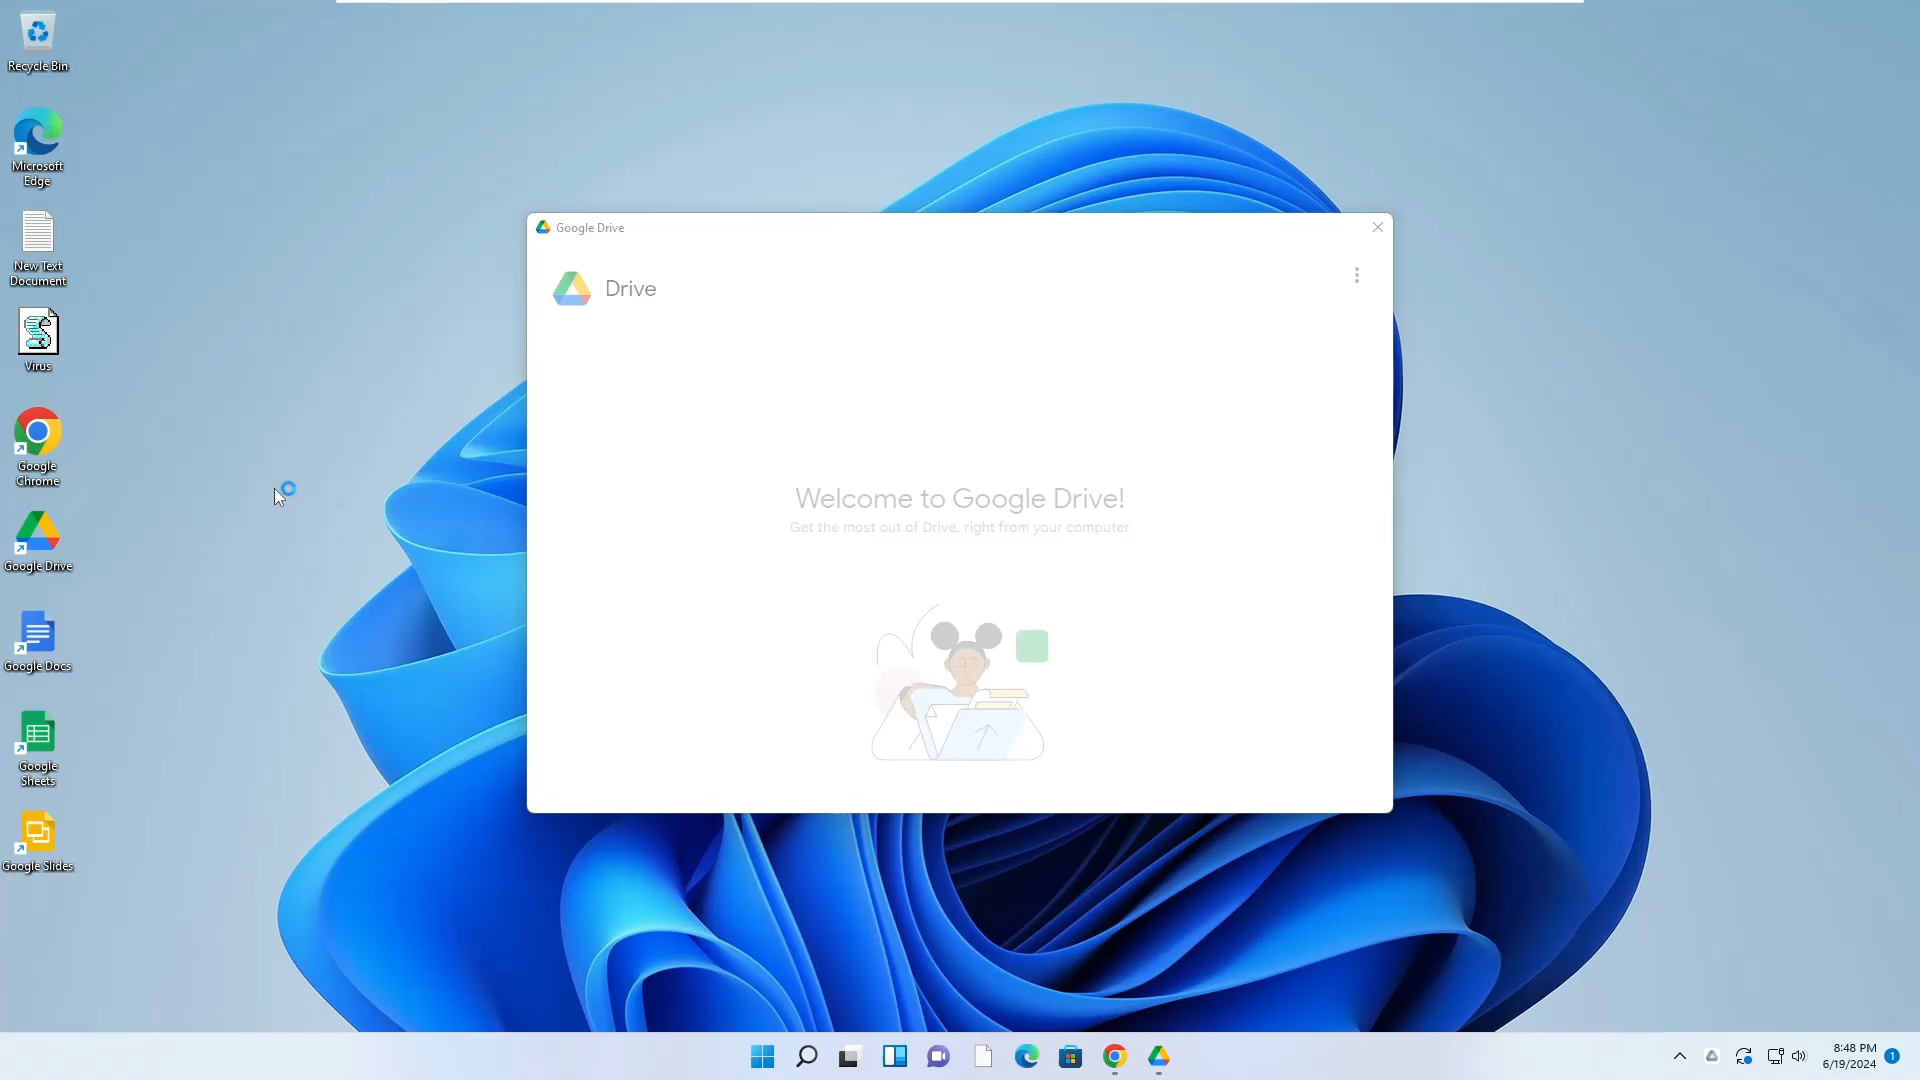 Recycle Bin
Microsoft
Edge
New Text
Document
Virus
Google
Chrome
Google Drive
Google Docs
Google
Sheets
Google Slides
Google Drive
Drive
Welcome to Google Drive!
Get the most out of Drive, right from your computer
8:48 PM
6/19/2024
1